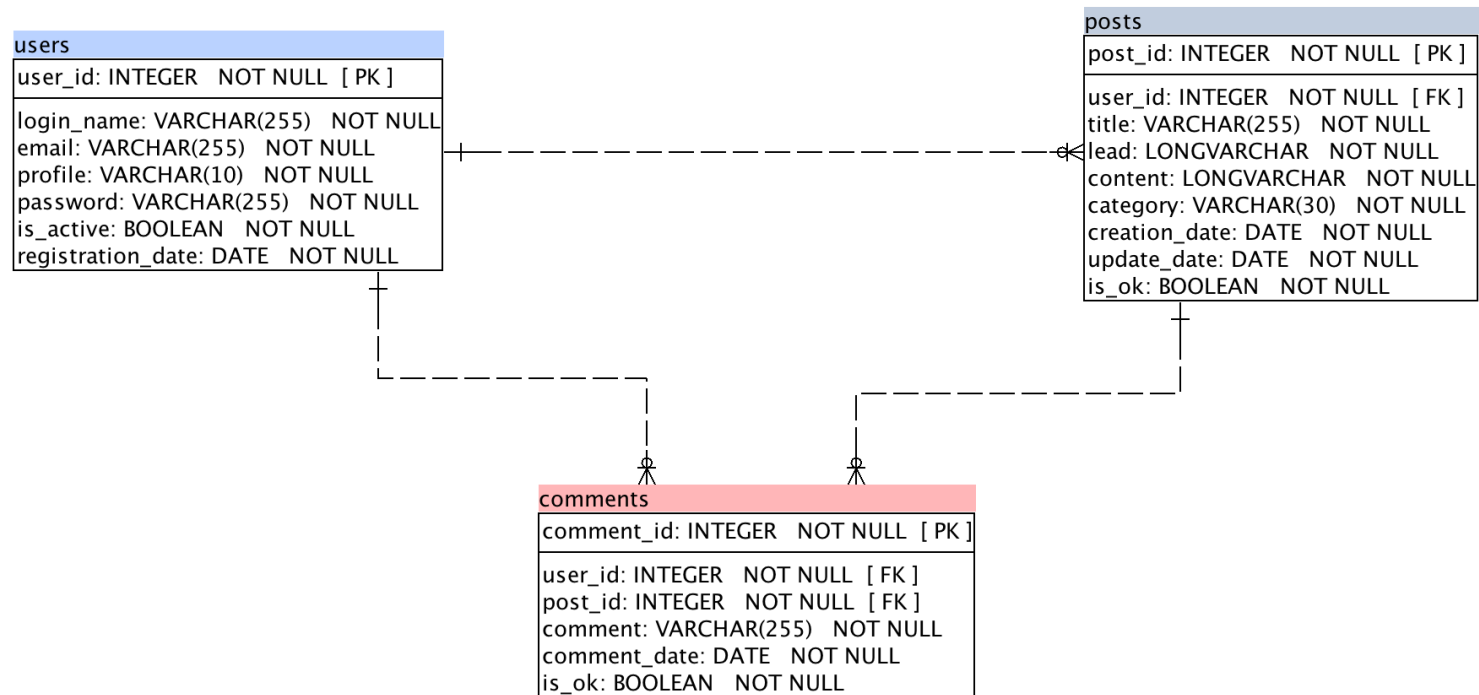 users
user_id: INTEGER NOT NULL [ PK ]
login_name: VARCHAR(255) NOT NULL
email: VARCHAR(255) NOT NULL
profile: VARCHAR(10) NOT NULL
password: VARCHAR(255) NOT NULL
is_active: BOOLEAN NOT NULL
registration_date: DATE NOT NULL
posts
post_id: INTEGER NOT NULL [ PK ]
user_id: INTEGER NOT NULL [ FK ]
title: VARCHAR(255) NOT NULL
lead: LONGVARCHAR NOT NULL
content: LONGVARCHAR NOT NULL
category: VARCHAR(30) NOT NULL
creation_date: DATE NOT NULL
update_date: DATE NOT NULL
is_ok: BOOLEAN NOT NULL
comments
comment_id: INTEGER NOT NULL [ PK ]
user_id: INTEGER NOT NULL [ FK ]
post_id: INTEGER NOT NULL [ FK ]
comment: VARCHAR(255) NOT NULL
comment_date: DATE NOT NULL
is_ok: BOOLEAN NOT NULL